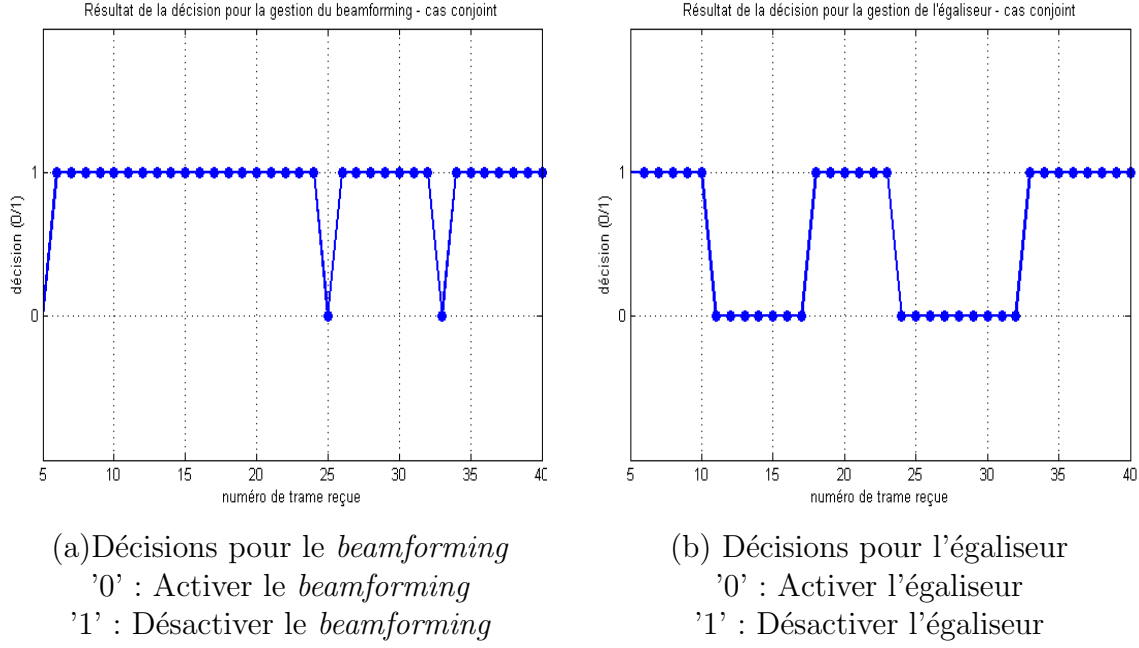 Résultat de la décision pour la gestion du beamforming - cas conjoint
décision (0/1)
1
0
5 10 15 20 25 30 35 40
numéro de trame reçue
(a)Décisions pour le beamforming
'0' : Activer le beamforming
'1' : Désactiver le beamforming
Résultat de la décision pour la gestion de l'égaliseur - cas conjoint
décision (0/1)
1
0
5 10 15 20 25 30 35 40
numéro de trame reçue
(b) Décisions pour l'égaliseur
'0' : Activer l'égaliseur
'1' : Désactiver l'égaliseur